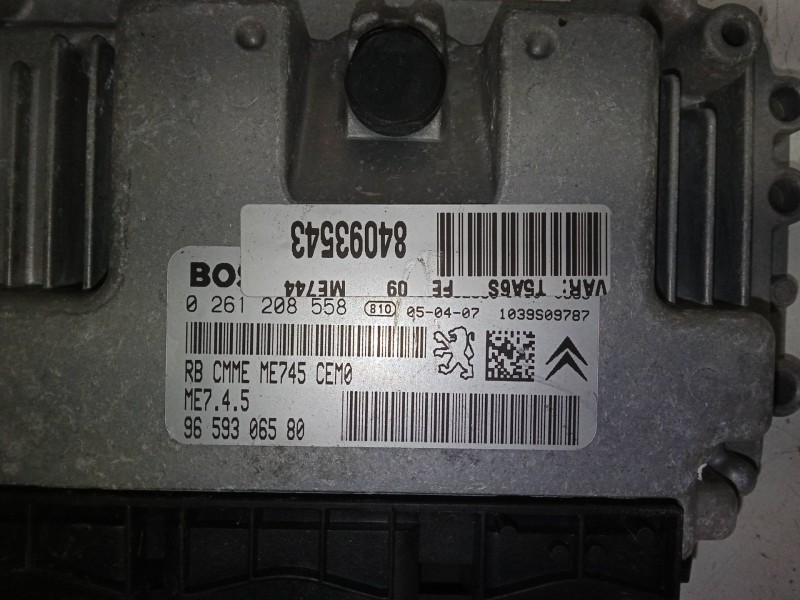 84093543
VAR: T5A6S FE 09 ME744
0 261 208 558 810 05-04-07 1039S09787
RB CMME ME745 CEM0
ME7.4.5
96 593 065 80